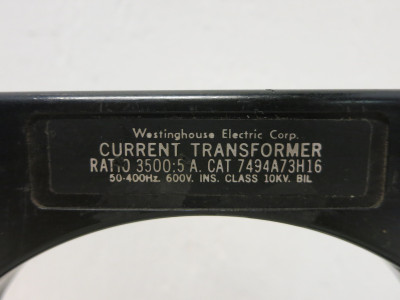 Westinghouse Electric Corp.
CURRENT TRANSFORMER
RATIO 3500:5 A. CAT 7494A73H16
50-400Hz. 600V. INS. CLASS 10KV. BIL